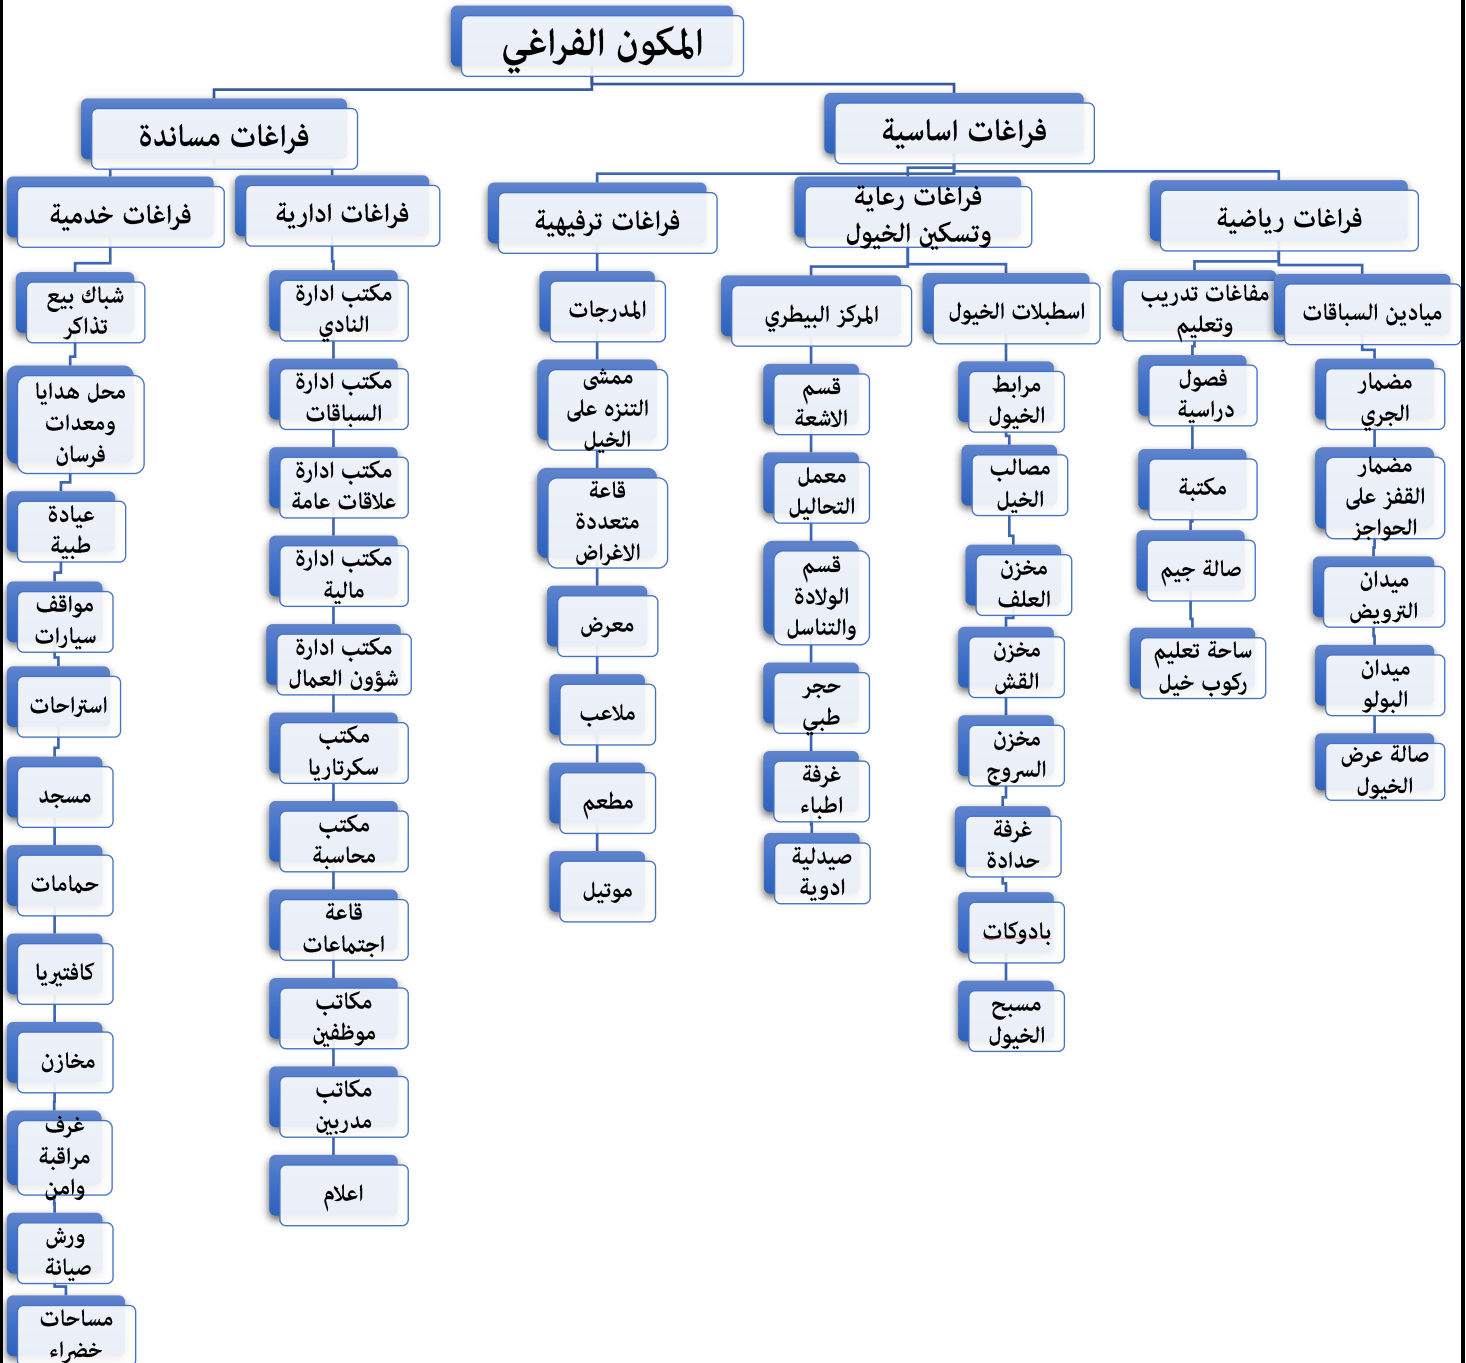 المكون الفراغي
فراغات اساسية
فراغات مساندة
فراغات رياضية
فراغات رعاية
وتسكين الخيول
فراغات ترفيهية
فراغات ادارية
فراغات خدمية
ميادين السباقات
مضمار
الجري
مضمار
القفز على
الحواجز
ميدان
الترويض
ميدان
البولو
صالة عرض
الخيول
مفاغات تدريب
وتعليم
فصول
دراسية
مكتبة
صالة جيم
ساحة تعليم
ركوب خيل
اسطبلات الخيول
مرابط
الخيول
مصالب
الخيل
مخزن
العلف
مخزن
القش
مخزن
السروج
غرفة
حدادة
بادوكات
مسبح
الخيول
المركز البيطري
قسم
الاشعة
معمل
التحاليل
قسم
الولادة
والتناسل
حجر
طبي
غرفة
اطباء
صيدلية
ادوية
المدرجات
ممشى
التنزه على
الخيل
قاعة
متعددة
الاغراض
معرض
ملاعب
مطعم
موتيل
مكتب ادارة
النادي
مكتب ادارة
السباقات
مكتب ادارة
علاقات عامة
مكتب ادارة
مالية
مكتب ادارة
شؤون العمال
مكتب
سكرتاريا
مكتب
محاسبة
قاعة
اجتماعات
مكاتب
موظفين
مكاتب
مدربين
اعلام
شباك بيع
تذاكر
محل هدايا
ومعدات
فرسان
عيادة
طبية
مواقف
سيارات
استراحات
مسجد
حمامات
كافتيريا
مخازن
غرف
مراقبة
وامن
ورش
صيانة
مساحات
خضراء